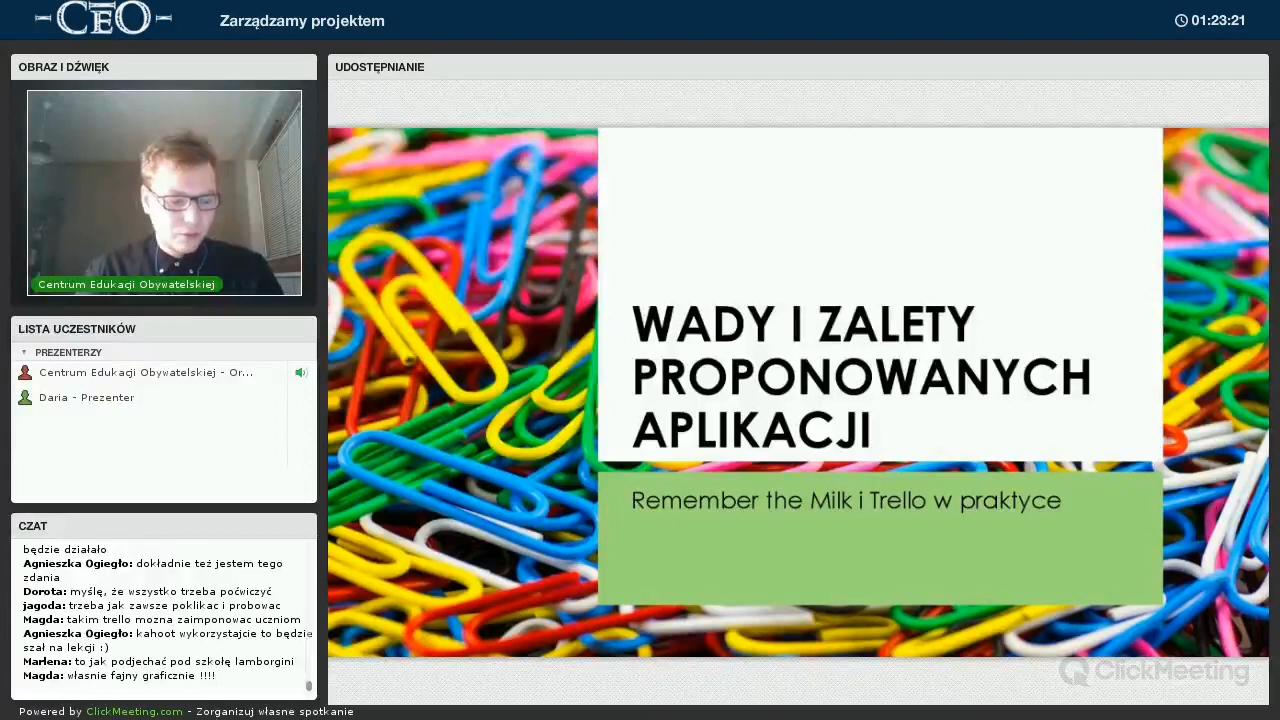 CEO
Zarządzamy projektem
01:23:21
OBRAZ I DŹWIĘK
Centrum Edukacji Obywatelskiej
LISTA UCZESTNIKÓW
PREZENTERZY
Centrum Edukacji Obywatelskiej - Or...
Daria - Prezenter
CZAT
będzie działało
Agnieszka Ogiegło: dokładnie też jestem tego
zdania
Dorota: myślę, że wszystko trzeba poćwiczyć
jagoda: trzeba jak zawsze poklikac i probowac
Magda: takim trello mozna zaimponowac uczniom
Agnieszka Ogiegło: kahoot wykorzystajcie to będzie
szał na lekcji :)
Marlena: to jak podjechać pod szkołę lamborgini
Magda: własnie fajny graficznie !!!!
UDOSTĘPNIANIE
WADY I ZALETY
PROPONOWANYCH
APLIKACJI
Remember the Milk i Trello w praktyce
ClickMeeting
Powered by ClickMeeting.com - Zorganizuj własne spotkanie